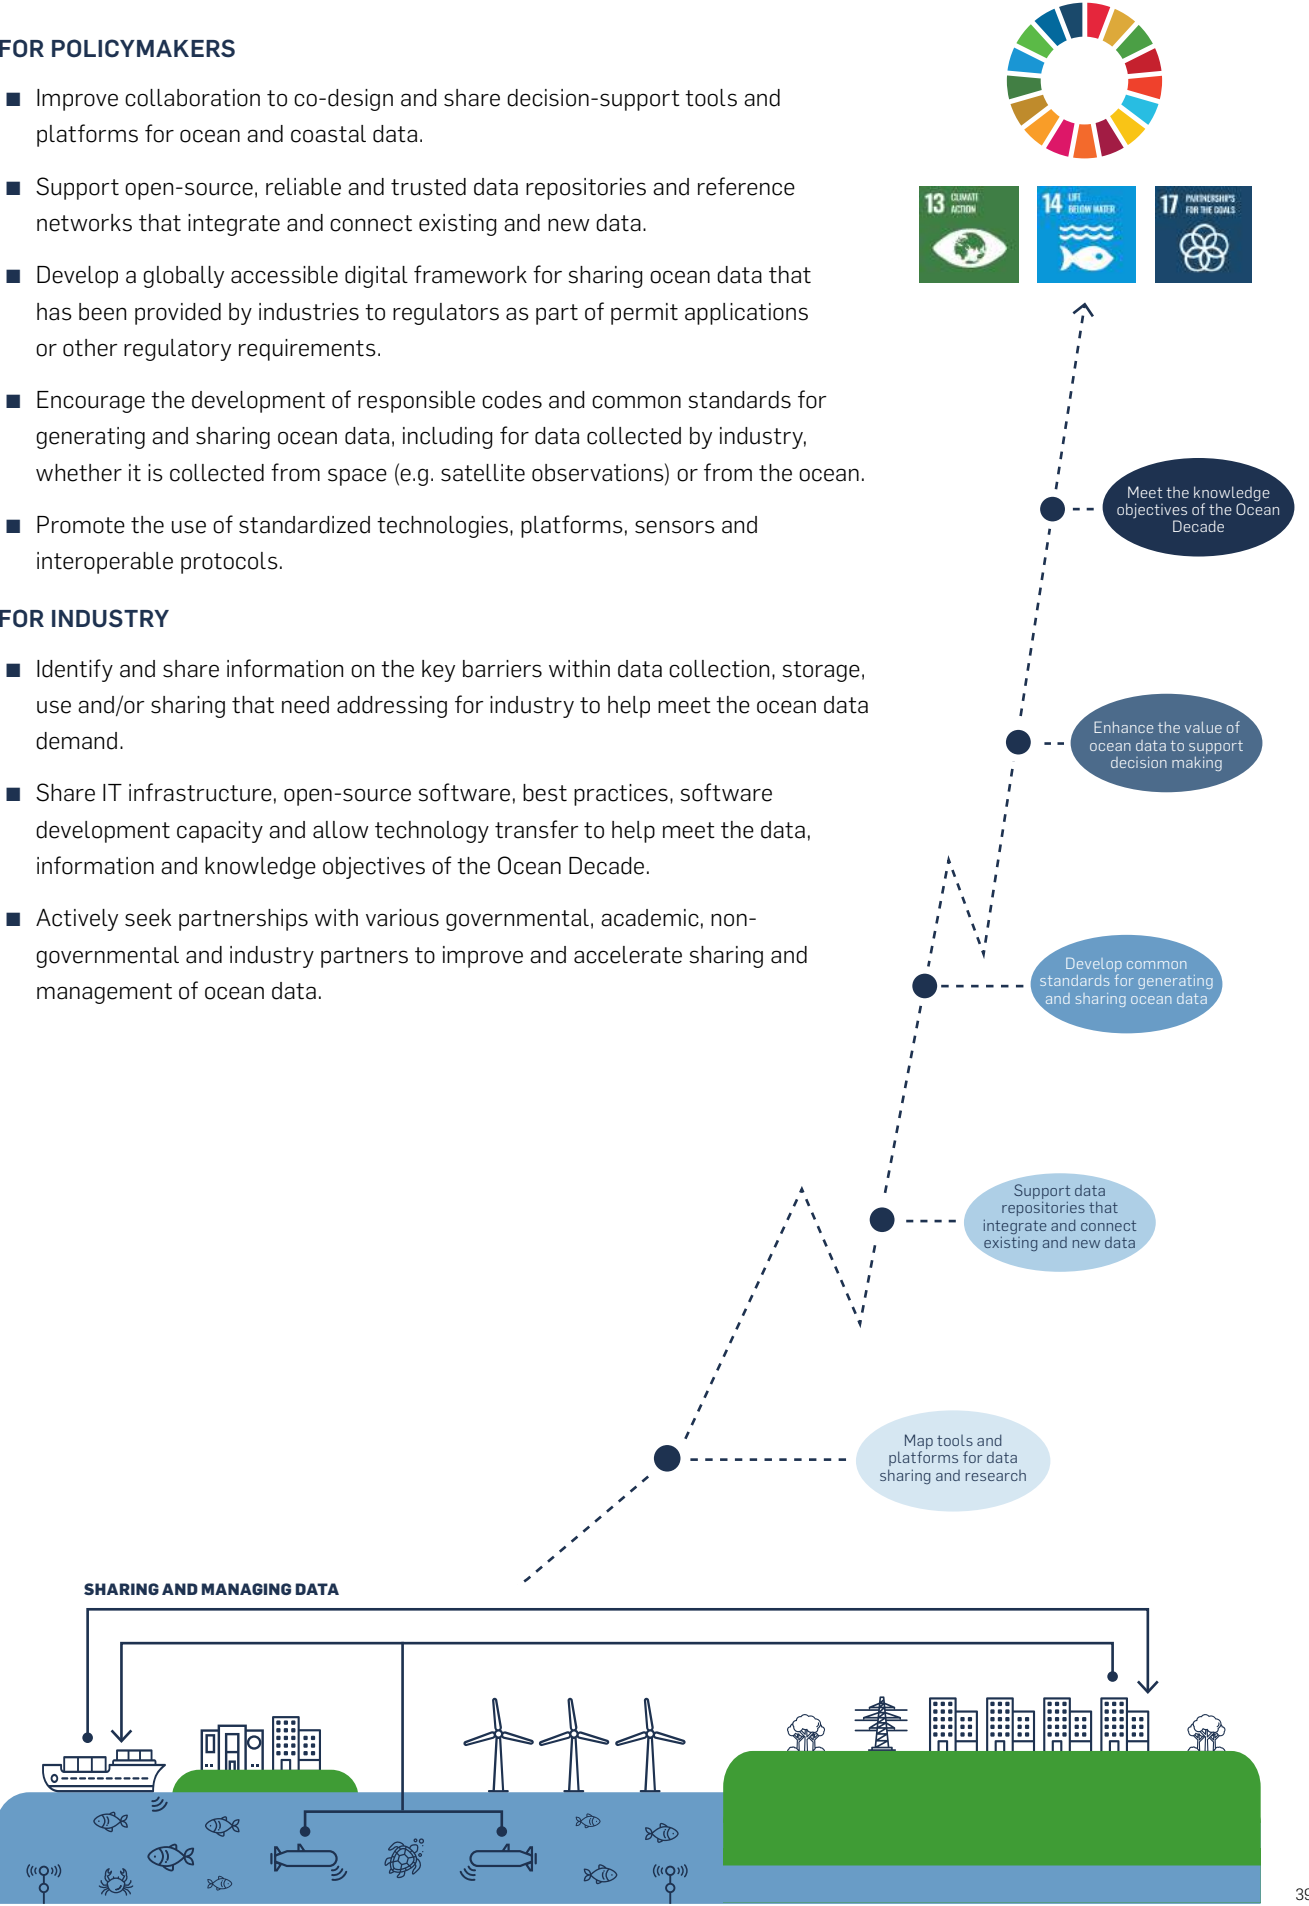 FOR POLICYMAKERS
■ Improve collaboration to co-design and share decision-support tools and
platforms for ocean and coastal data.
■ Support open-source, reliable and trusted data repositories and reference
networks that integrate and connect existing and new data.
■ Develop a globally accessible digital framework for sharing ocean data that
has been provided by industries to regulators as part of permit applications
or other regulatory requirements.
■ Encourage the development of responsible codes and common standards for
generating and sharing ocean data, including for data collected by industry,
whether it is collected from space (e.g. satellite observations) or from the ocean.
■ Promote the use of standardized technologies, platforms, sensors and
interoperable protocols.
FOR INDUSTRY
■ Identify and share information on the key barriers within data collection, storage,
use and/or sharing that need addressing for industry to help meet the ocean data
demand.
■ Share IT infrastructure, open-source software, best practices, software
development capacity and allow technology transfer to help meet the data,
information and knowledge objectives of the Ocean Decade.
■ Actively seek partnerships with various governmental, academic, non-
governmental and industry partners to improve and accelerate sharing and
management of ocean data.
13 CLIMATE
ACTION
14 LIFE
BELOW WATER
17 PARTNERSHIPS
FOR THE GOALS
Meet the knowledge
objectives of the Ocean
Decade
Enhance the value of
ocean data to support
decision making
Develop common
standards for generating
and sharing ocean data
Support data
repositories that
integrate and connect
existing and new data
Map tools and
platforms for data
sharing and research
SHARING AND MANAGING DATA
39